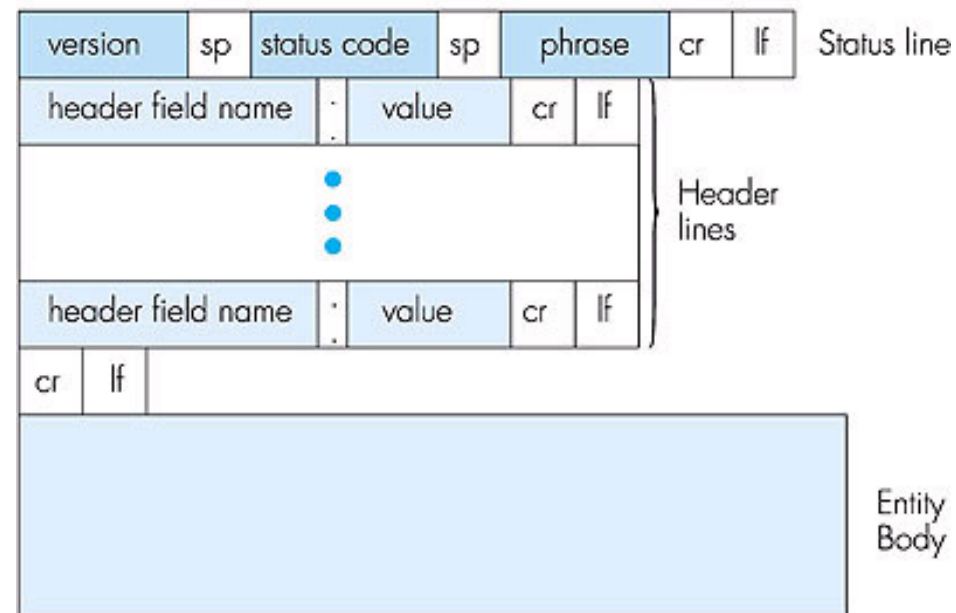 version sp status code sp phrase cr lf Status line
header field name : value cr lf
Header
lines
header field name : value cr lf
cr lf
Entity
Body